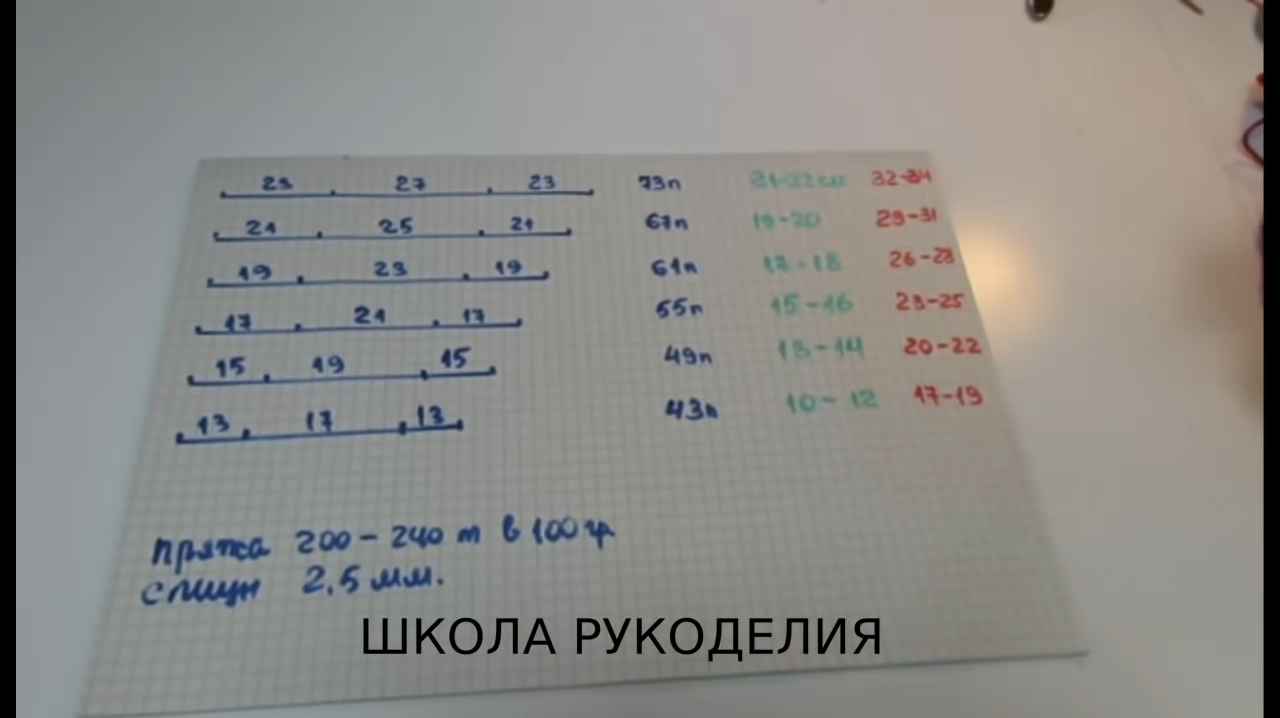 23 27 23 73п 21-22см 32-34
21 25 21 67п 19-20 29-31
19 23 19 61п 17-18 26-28
17 21 17 55п 15-16 23-25
15 19 15 49п 13-14 20-22
13 17 13 43п 10-12 17-19
пряжа 200-240 м в 100 гр
спицы 2,5 мм.
ШКОЛА РУКОДЕЛИЯ